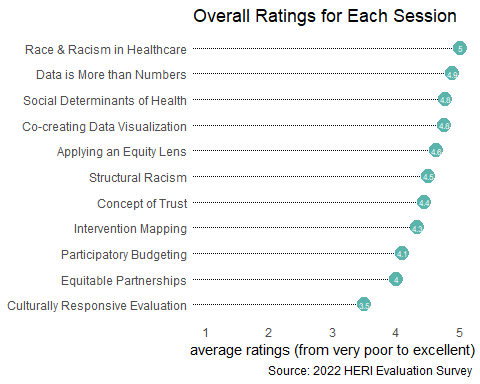 Overall Ratings for Each Session
Race & Racism in Healthcare 5
Data is More than Numbers 4.9
Social Determinants of Health 4.8
Co-creating Data Visualization 4.8
Applying an Equity Lens 4.6
Structural Racism 4.5
Concept of Trust 4.4
Intervention Mapping 4.3
Participatory Budgeting 4.1
Equitable Partnerships 4
Culturally Responsive Evaluation 3.5
1 2 3 4 5
average ratings (from very poor to excellent)
Source: 2022 HERI Evaluation Survey